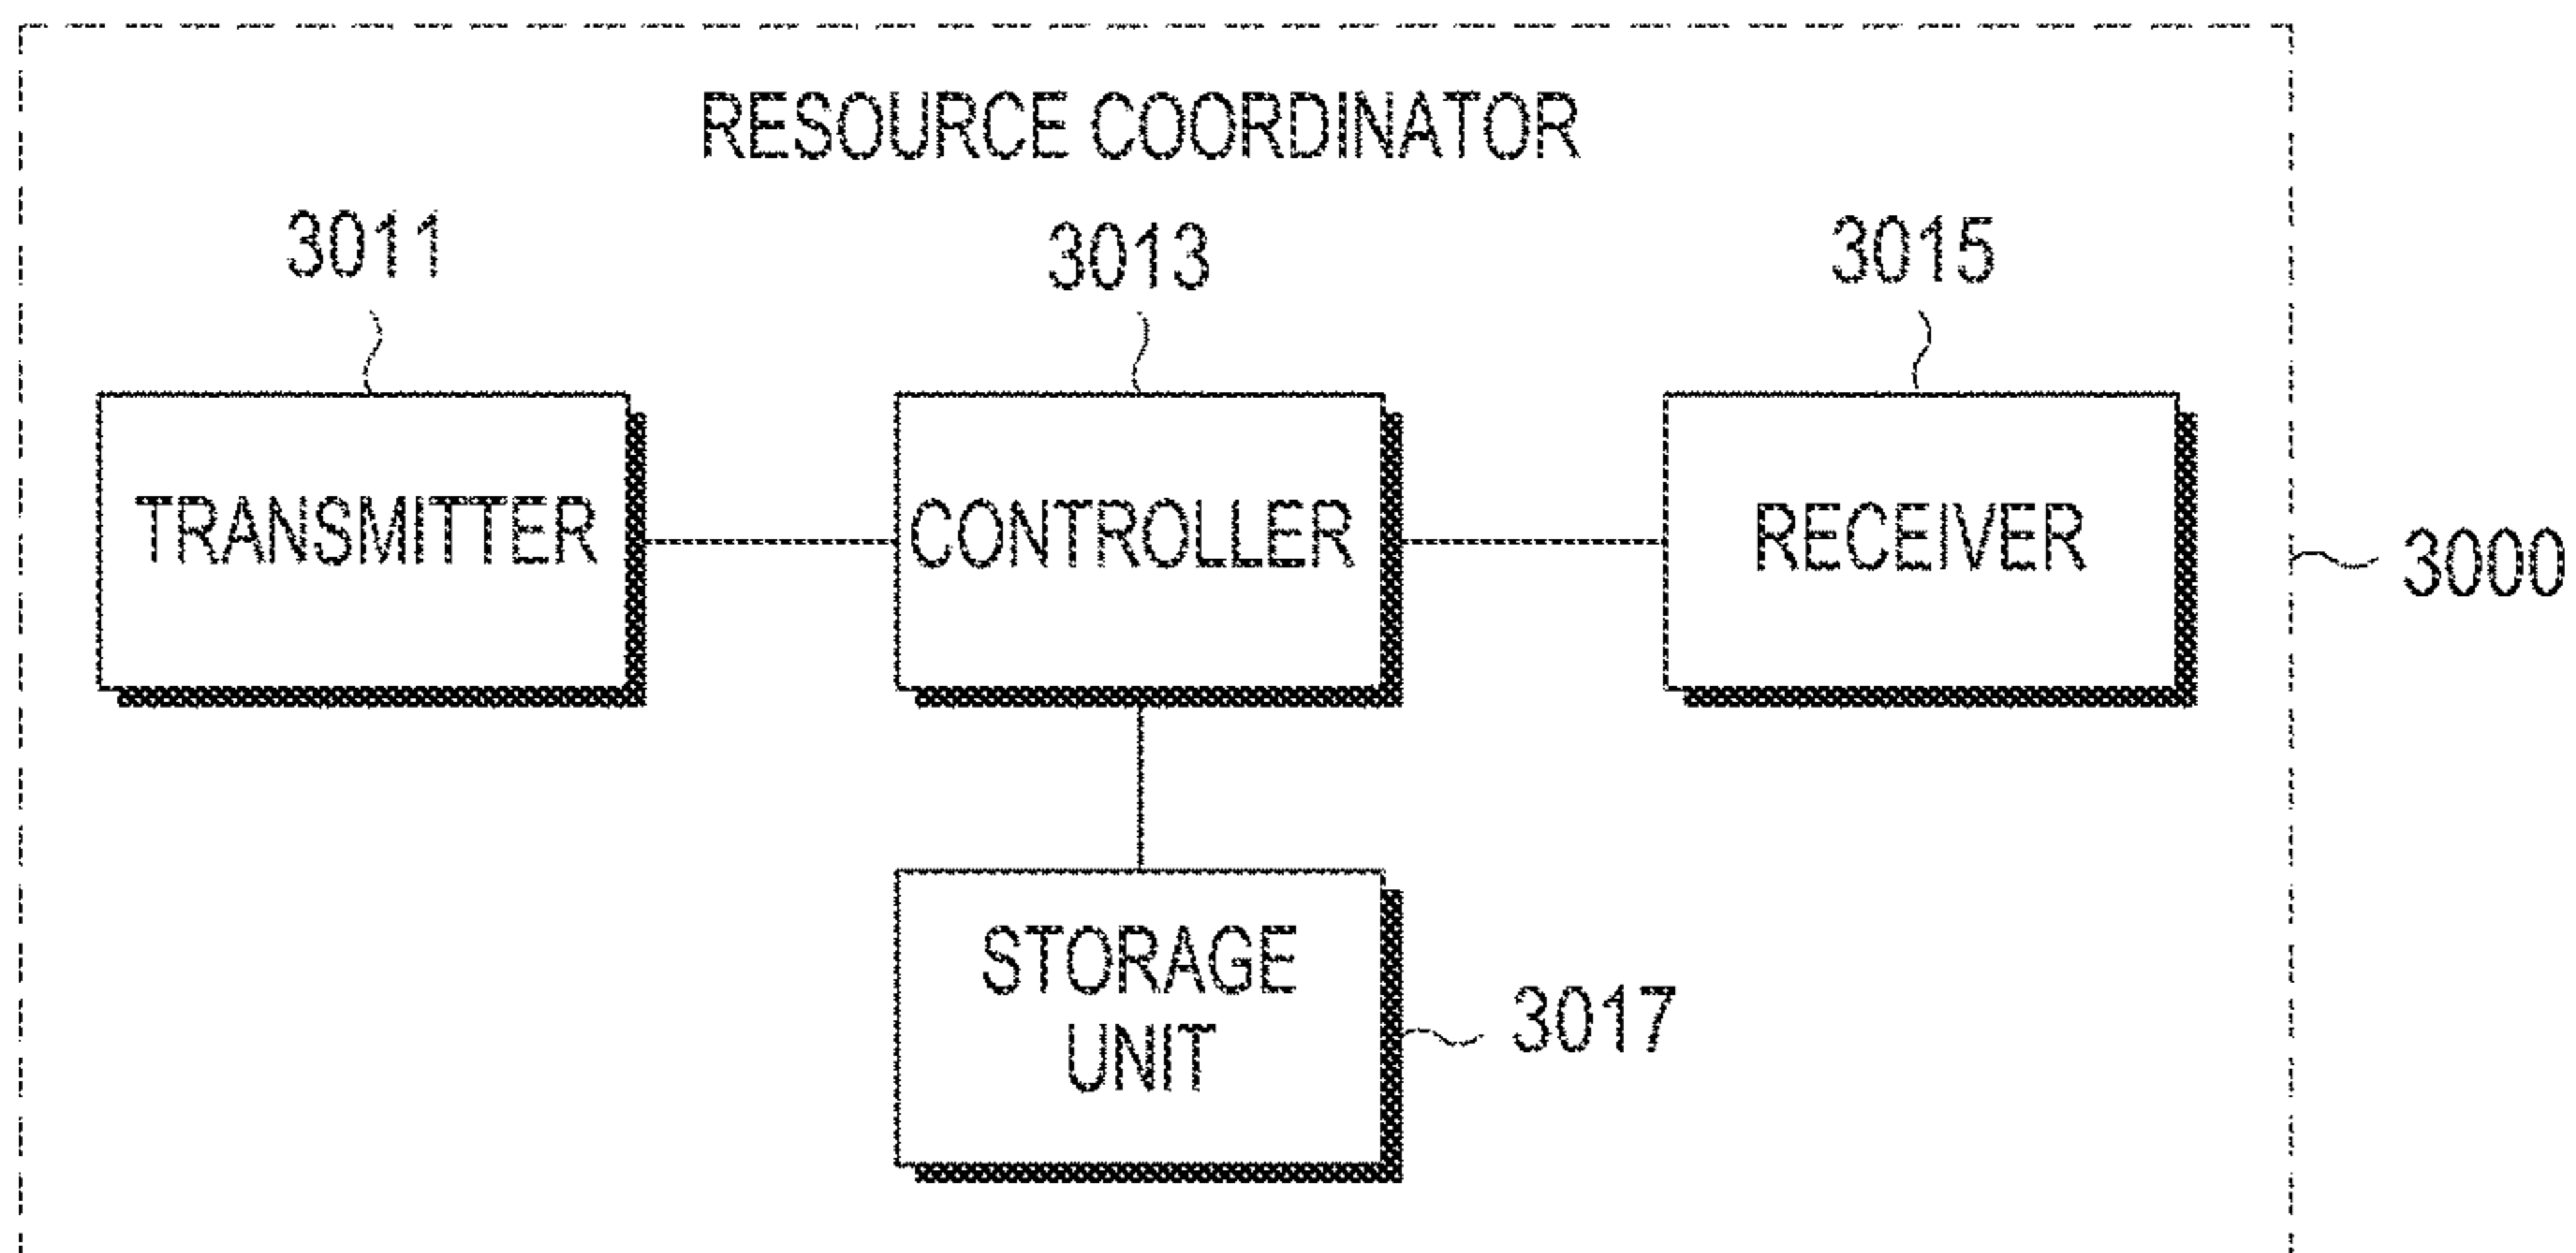 RESOURCE COORDINATOR
3011
3013
3015
TRANSMITTER
CONTROLLER
RECEIVER
3000
STORAGE
UNIT
3017